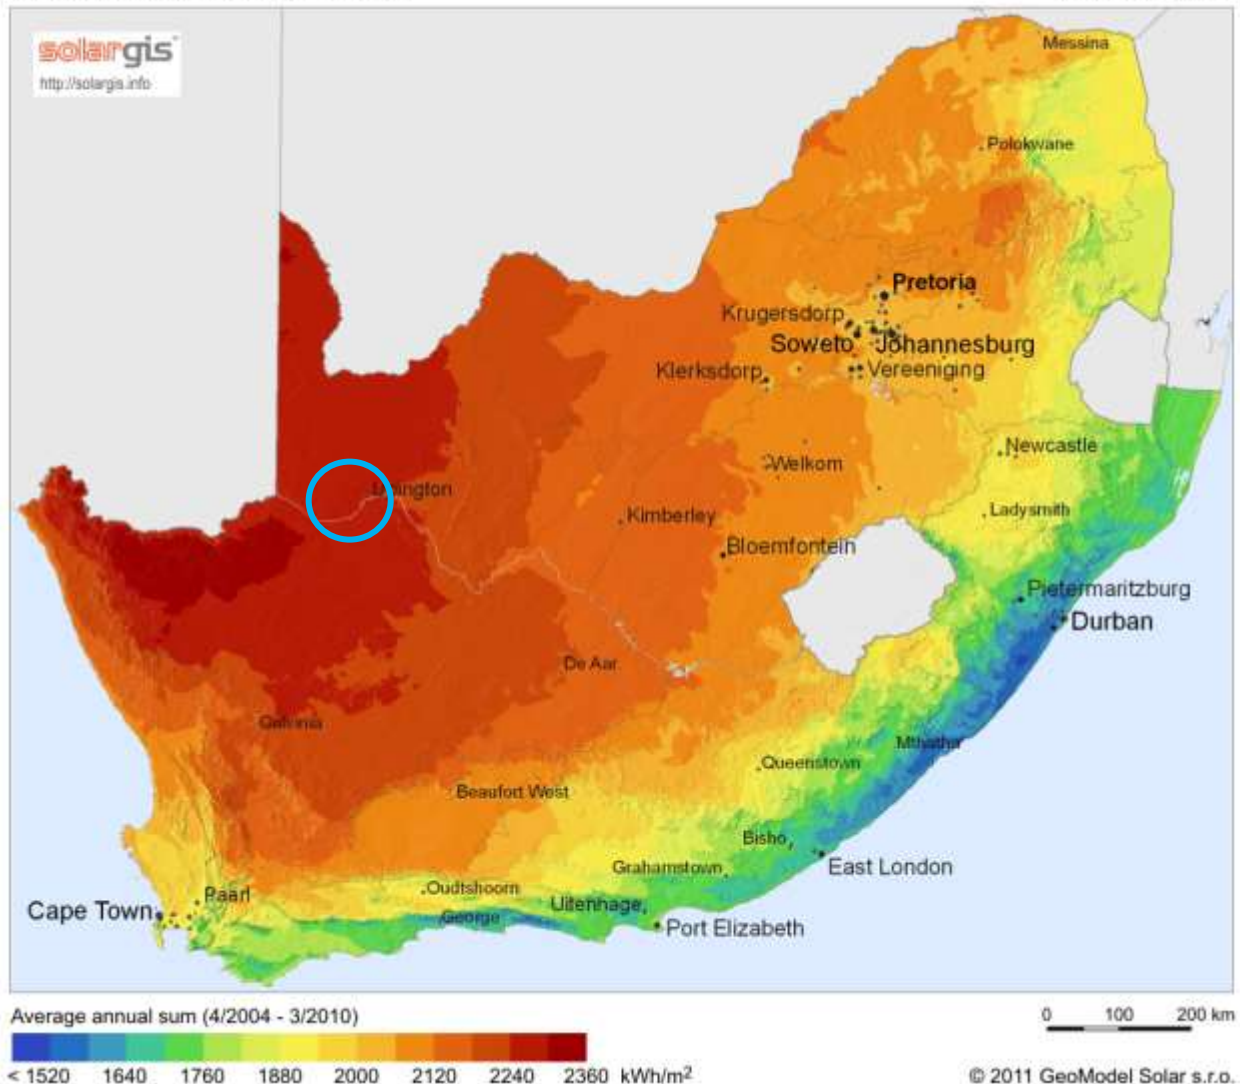 solargis
http://solargis.info
Messina
Polokwane
Pretoria
Krugersdorp
Soweto
Johannesburg
Klerksdorp
Vereeniging
Newcastle
Welkom
Kimberley
Ladysmith
Bloemfontein
Pietermaritzburg
Durban
De Aar
Mthatha
Queenstown
Beaufort West
Bisho
East London
Grahamstown
Oudtshoorn
Paarl
Uitenhage
Cape Town
George
Port Elizabeth
Average annual sum (4/2004 - 3/2010)
0 100 200 km
< 1520 1640 1760 1880 2000 2120 2240 2360 kWh/m²
© 2011 GeoModel Solar s.r.o.